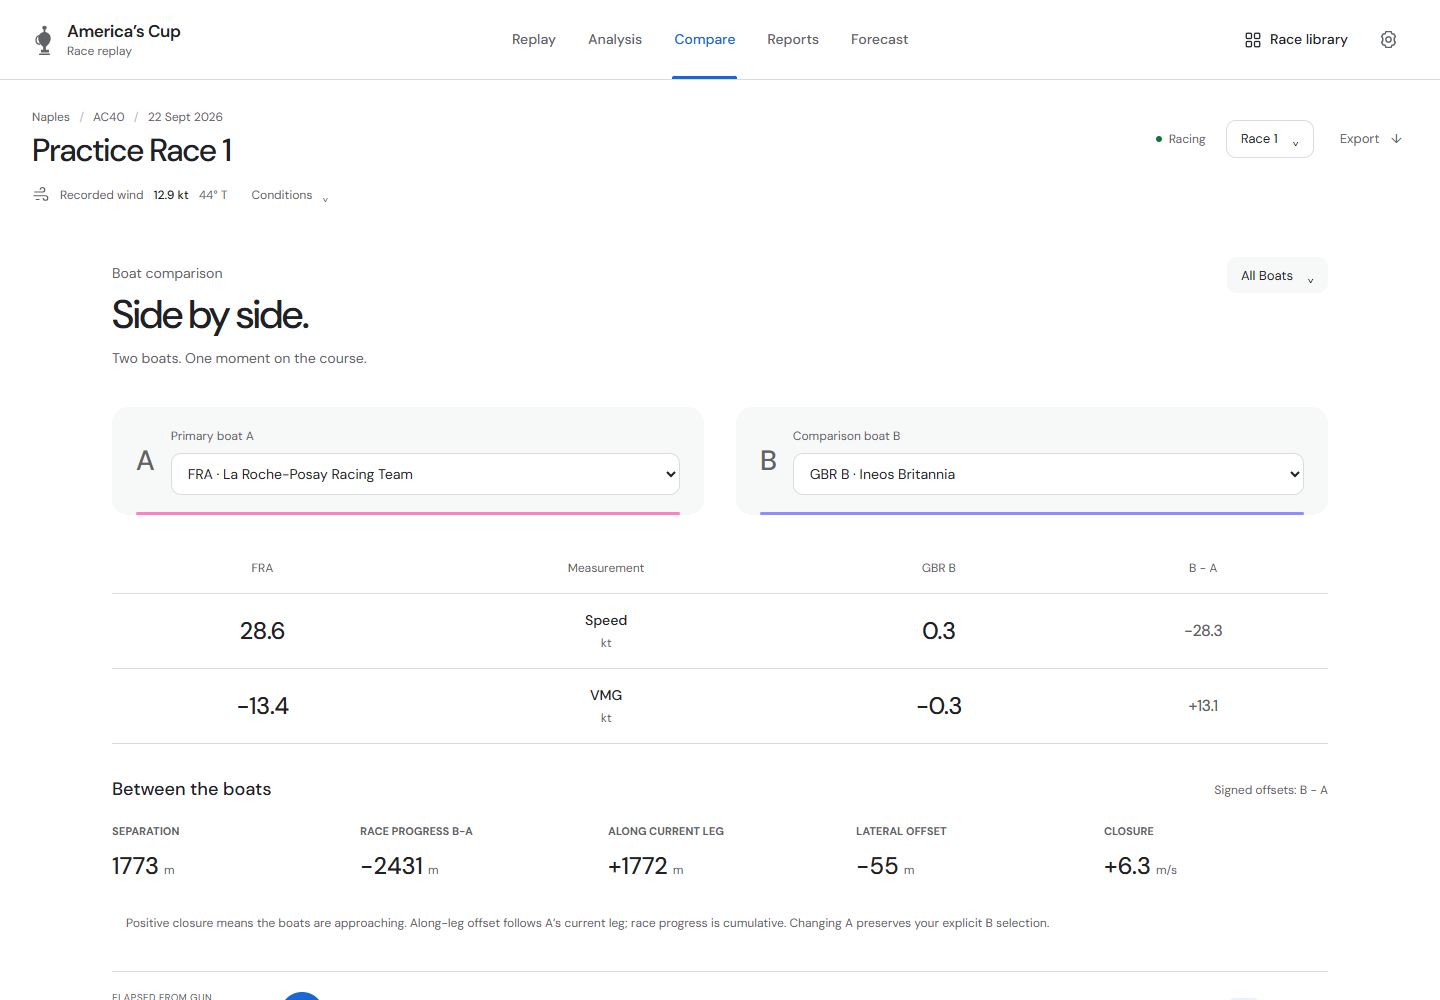 America’s Cup
Race replay
Replay
Analysis
Compare
Reports
Forecast
Race library
Naples / AC40 / 22 Sept 2026
Practice Race 1
Racing
Race 1
Export
Recorded wind 12.9 kt 44° T Conditions
Boat comparison
Side by side.
Two boats. One moment on the course.
All Boats
A
Primary boat A
FRA · La Roche-Posay Racing Team
B
Comparison boat B
GBR B · Ineos Britannia
FRA Measurement GBR B B − A
28.6 Speed kt 0.3 −28.3
−13.4 VMG kt −0.3 +13.1
Between the boats
Signed offsets: B − A
SEPARATION
1773 m
RACE PROGRESS B-A
−2431 m
ALONG CURRENT LEG
+1772 m
LATERAL OFFSET
−55 m
CLOSURE
+6.3 m/s
Positive closure means the boats are approaching. Along-leg offset follows A’s current leg; race progress is cumulative. Changing A preserves your explicit B selection.
ELAPSED FROM GUN